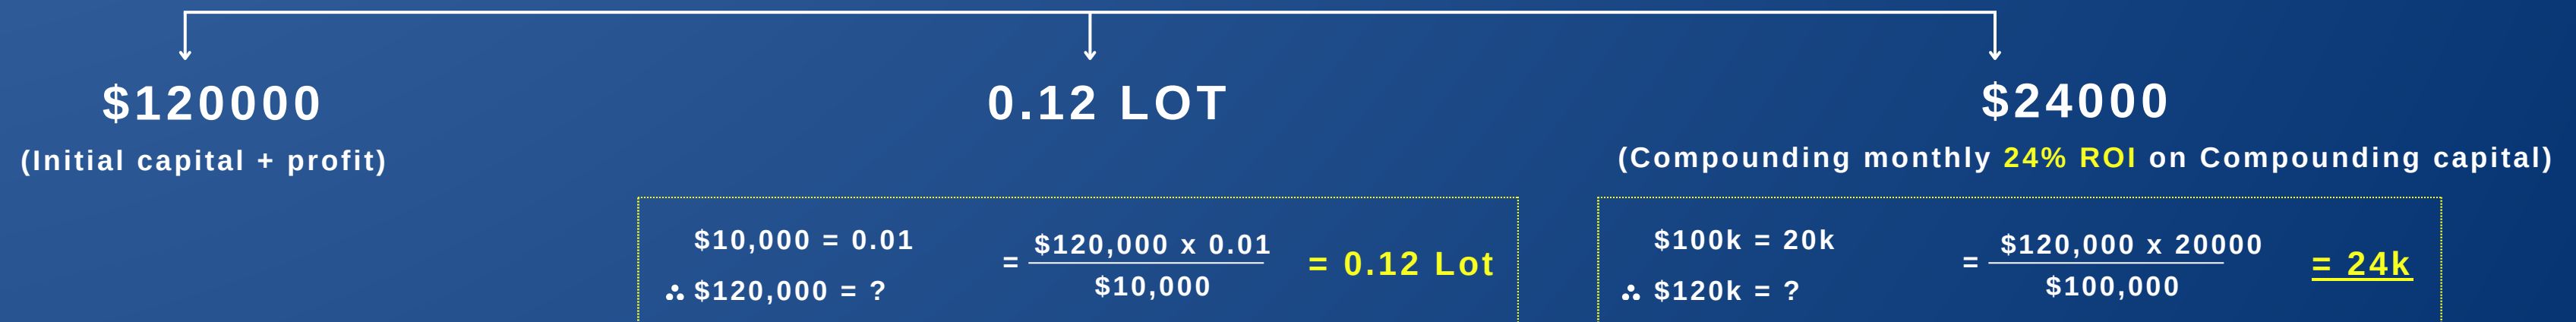 $120000
(Initial capital + profit)
0.12 LOT
$24000
(Compounding monthly 24% ROI on Compounding capital)
$10,000 = 0.01
∴ $120,000 = ?
= $120,000 x 0.01
$10,000
= 0.12 Lot
$100k = 20k
∴ $120k = ?
= $120,000 x 20000
$100,000
= 24k